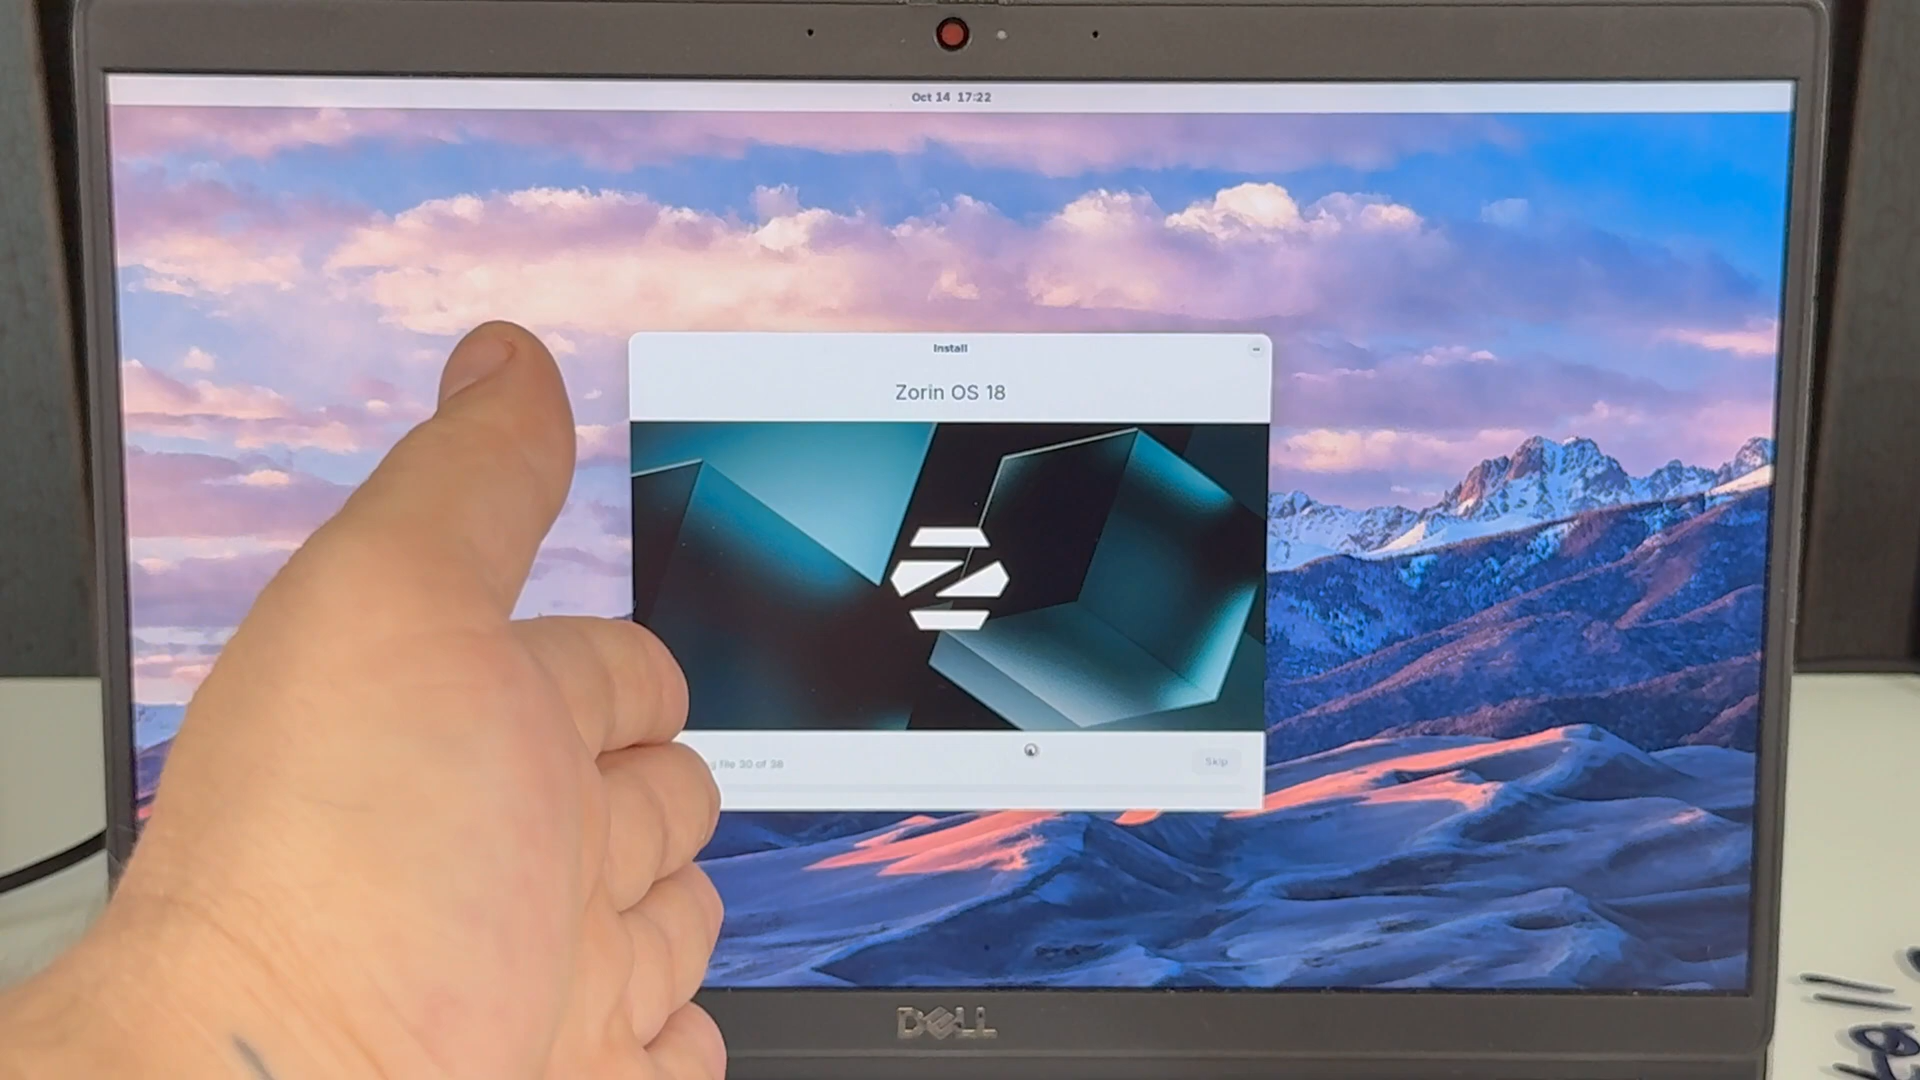 Oct 14 17:22
Install
Zorin OS 18
file 30 of 38
Skip
DELL